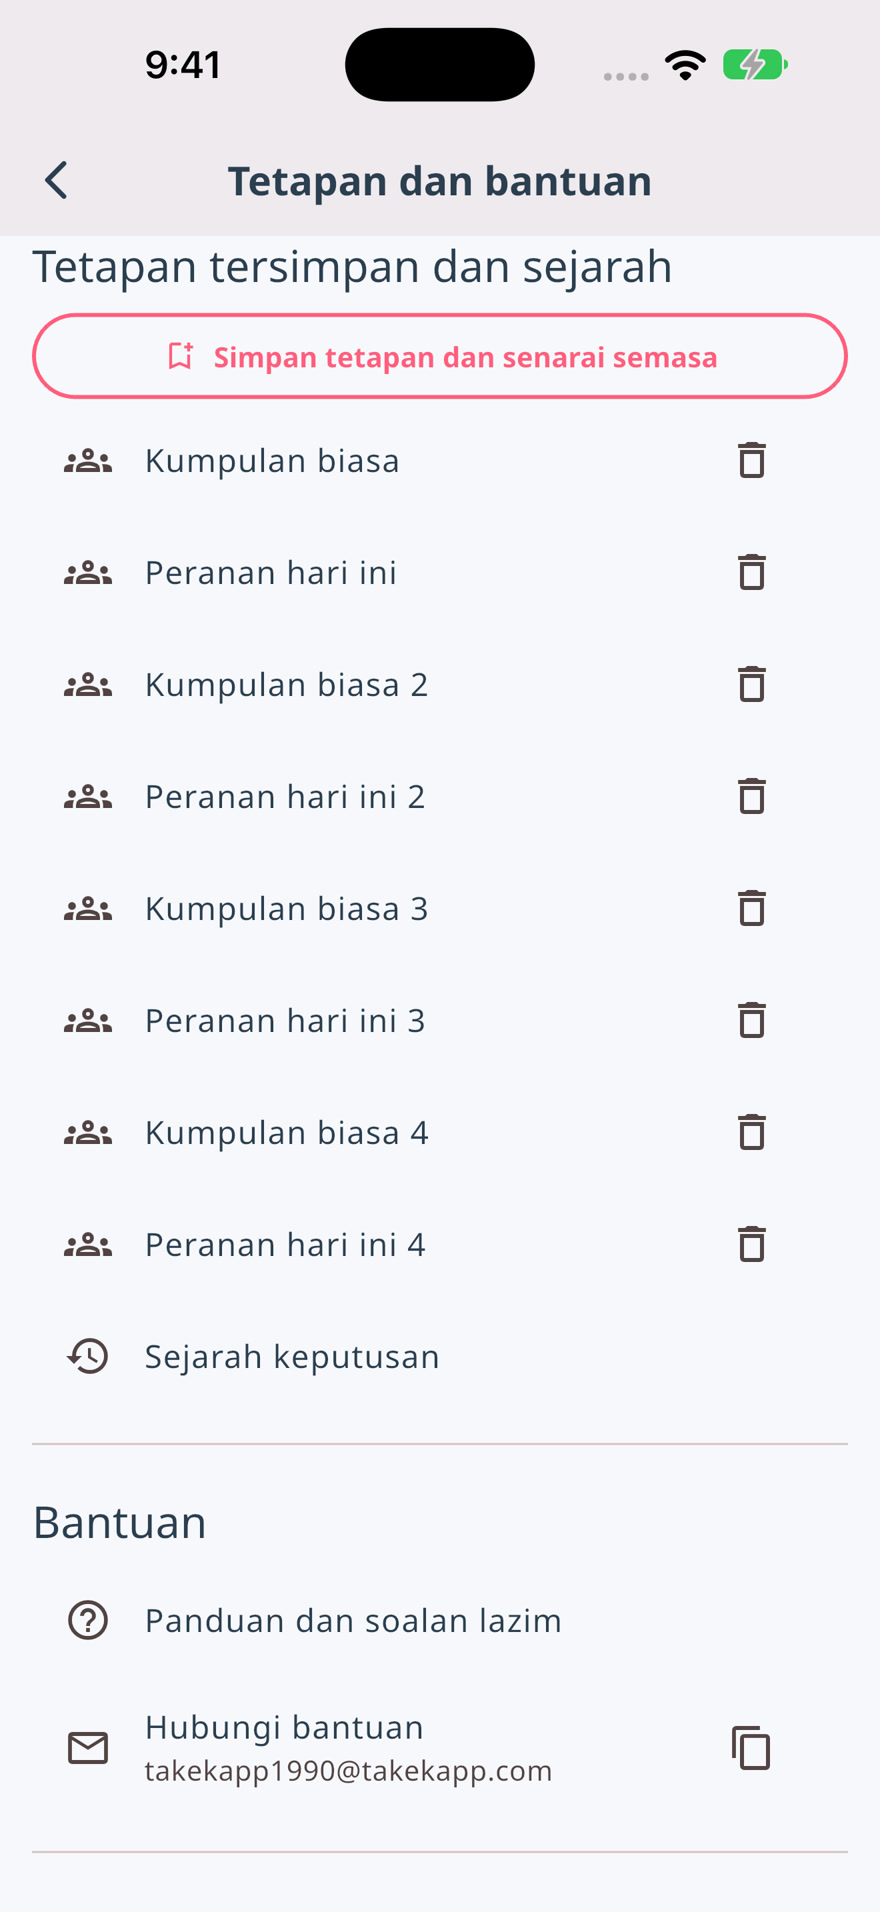 9:41
Tetapan dan bantuan
Tetapan tersimpan dan sejarah
Simpan tetapan dan senarai semasa
Kumpulan biasa
Peranan hari ini
Kumpulan biasa 2
Peranan hari ini 2
Kumpulan biasa 3
Peranan hari ini 3
Kumpulan biasa 4
Peranan hari ini 4
Sejarah keputusan
Bantuan
Panduan dan soalan lazim
Hubungi bantuan
takekapp1990@takekapp.com